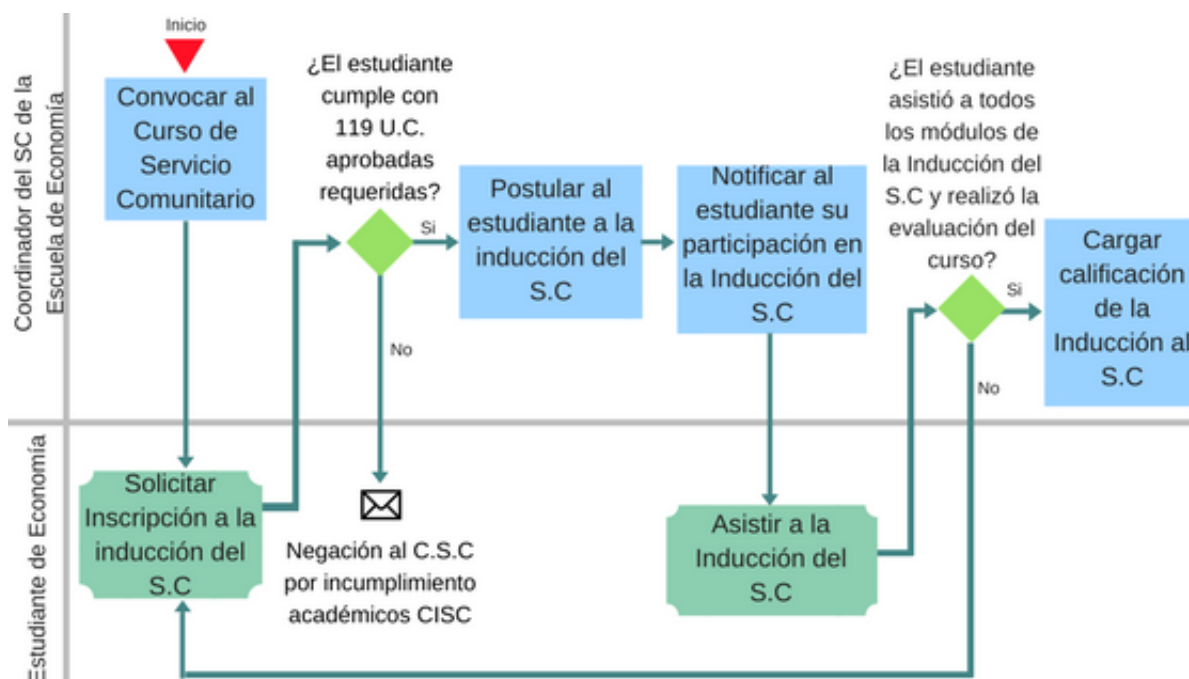 Coordinador del SC de la
Escuela de Economía
Inicio
Convocar al
Curso de
Servicio
Comunitario
¿El estudiante
cumple con
119 U.C.
aprobadas
requeridas?
Si
No
Postular al
estudiante a la
inducción del
S.C
Notificar al
estudiante su
participación en
la Inducción del
S.C
¿El estudiante
asistió a todos
los módulos de
la Inducción del
S.C y realizó la
evaluación del
curso?
Si
No
Cargar
calificación
de la
Inducción al
S.C
Estudiante de Economía
Solicitar
Inscripción a la
inducción del
S.C
Negación al C.S.C
por incumplimiento
académicos CISC
Asistir a la
Inducción del
S.C